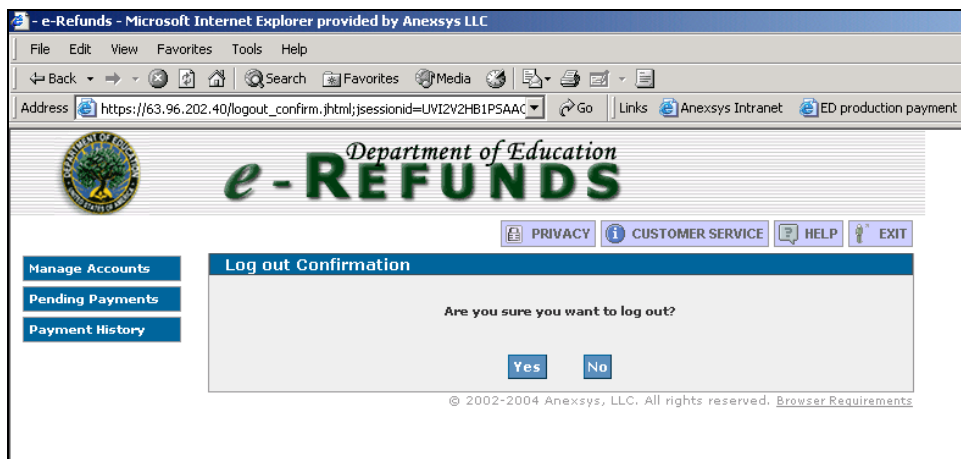 - e-Refunds - Microsoft Internet Explorer provided by Anexsys LLC
File Edit View Favorites Tools Help
Back Search Favorites Media
Address https://63.96.202.40/logout_confirm.jhtml;jsessionid=UVI2V2HB1PSAAC Go Links Anexsys Intranet ED production payment
Department of Education
e - REFUNDS
PRIVACY CUSTOMER SERVICE HELP EXIT
Manage Accounts
Pending Payments
Payment History
Log out Confirmation
Are you sure you want to log out?
Yes No
© 2002-2004 Anexsys, LLC. All rights reserved. Browser Requirements